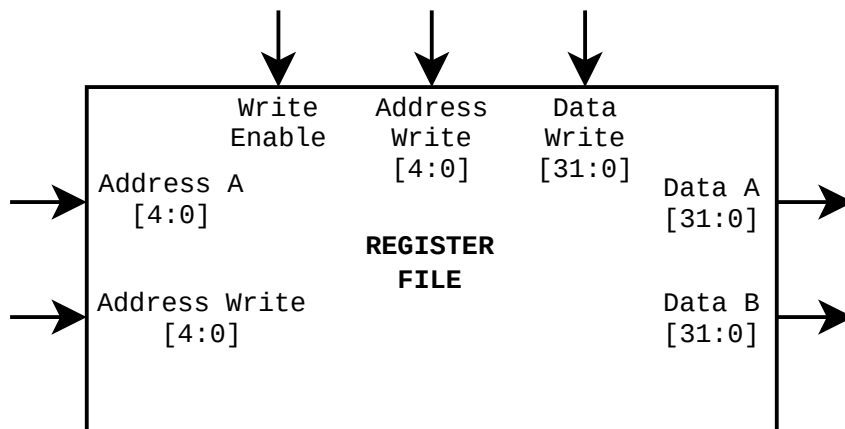 Write
Enable
Address
Write
[4:0]
Data
Write
[31:0]
Address A
[4:0]
Data A
[31:0]
REGISTER
FILE
Address Write
[4:0]
Data B
[31:0]